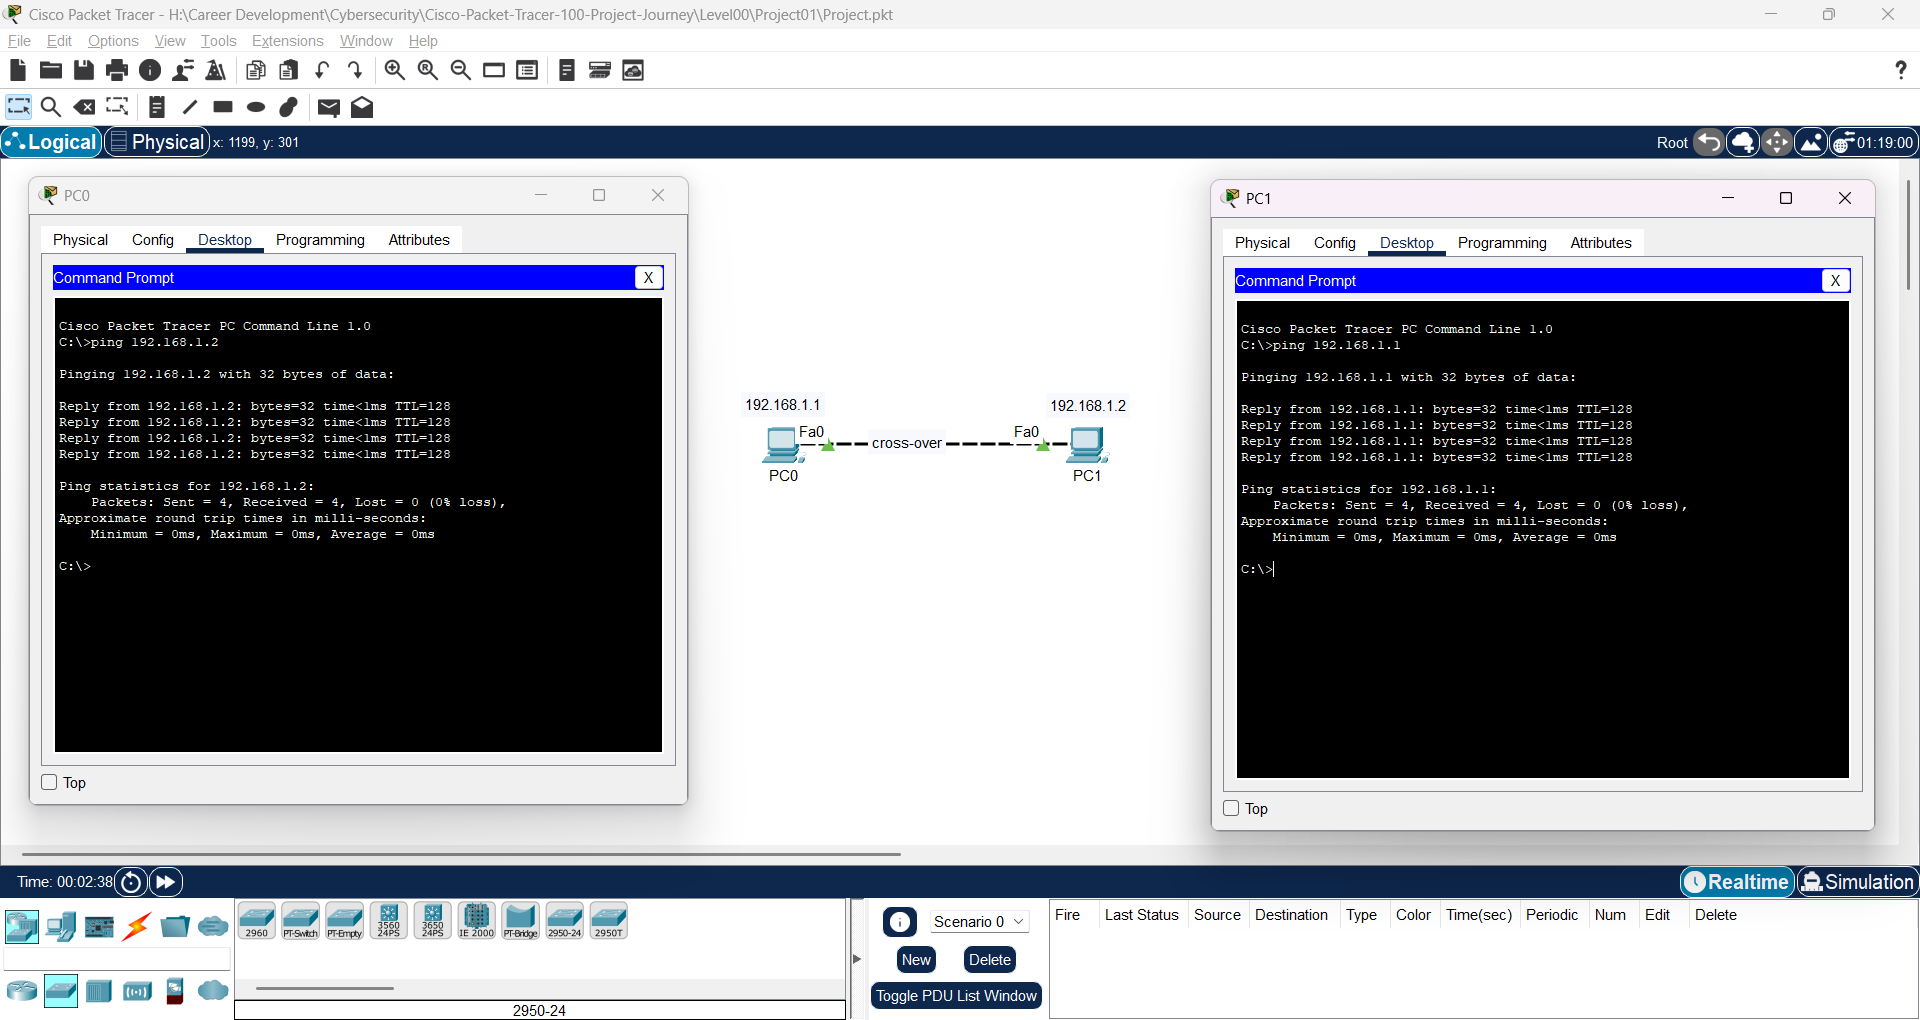 Cisco Packet Tracer - H:\Career Development\Cybersecurity\Cisco-Packet-Tracer-100-Project-Journey\Level00\Project01\Project.pkt
File Edit Options View Tools Extensions Window Help
?
Logical Physical x: 1199, y: 301 Root 01:19:00
PC0
Physical Config Desktop Programming Attributes
Command Prompt X
Cisco Packet Tracer PC Command Line 1.0
C:\>ping 192.168.1.2
Pinging 192.168.1.2 with 32 bytes of data:
Reply from 192.168.1.2: bytes=32 time<1ms TTL=128
Reply from 192.168.1.2: bytes=32 time<1ms TTL=128
Reply from 192.168.1.2: bytes=32 time<1ms TTL=128
Reply from 192.168.1.2: bytes=32 time<1ms TTL=128
Ping statistics for 192.168.1.2:
Packets: Sent = 4, Received = 4, Lost = 0 (0% loss),
Approximate round trip times in milli-seconds:
Minimum = 0ms, Maximum = 0ms, Average = 0ms
C:\>
Top
192.168.1.1 192.168.1.2
Fa0 cross-over Fa0
PC0 PC1
PC1
Physical Config Desktop Programming Attributes
Command Prompt X
Cisco Packet Tracer PC Command Line 1.0
C:\>ping 192.168.1.1
Pinging 192.168.1.1 with 32 bytes of data:
Reply from 192.168.1.1: bytes=32 time<1ms TTL=128
Reply from 192.168.1.1: bytes=32 time<1ms TTL=128
Reply from 192.168.1.1: bytes=32 time<1ms TTL=128
Reply from 192.168.1.1: bytes=32 time<1ms TTL=128
Ping statistics for 192.168.1.1:
Packets: Sent = 4, Received = 4, Lost = 0 (0% loss),
Approximate round trip times in milli-seconds:
Minimum = 0ms, Maximum = 0ms, Average = 0ms
C:\>
Top
Time: 00:02:38 Realtime Simulation
2960 PT-Switch PT-Empty 3560 24PS 3650 24PS IE 2000 PT-Bridge 2950-24 2950T
2950-24
Scenario 0
New Delete
Toggle PDU List Window
Fire Last Status Source Destination Type Color Time(sec) Periodic Num Edit Delete